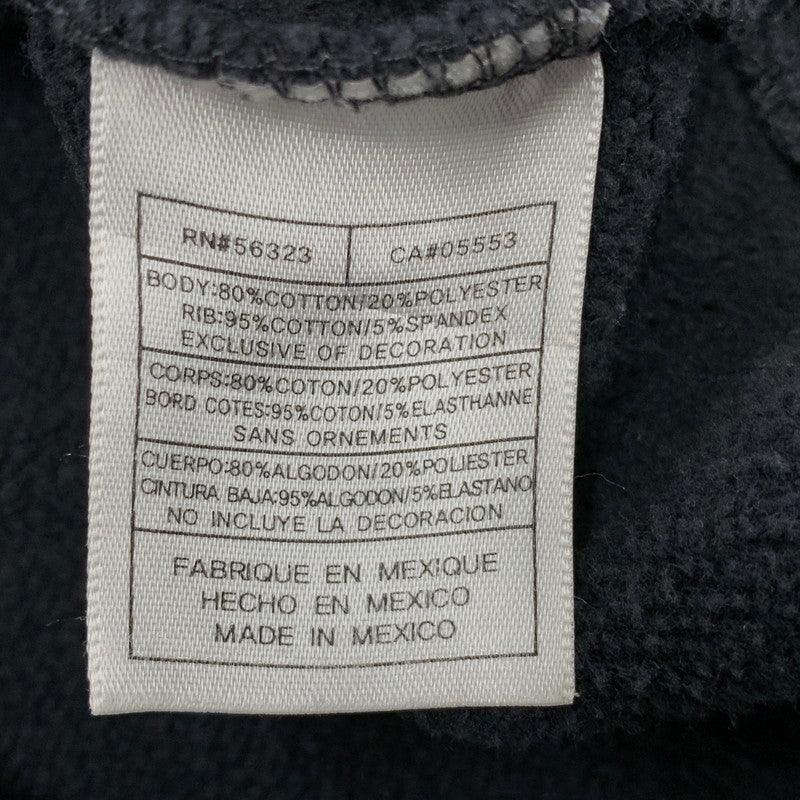 RN#56323 CA#05553
BODY:80%COTTON/20%POLYESTER
RIB:95%COTTON/5%SPANDEX
EXCLUSIVE OF DECORATION
CORPS:80%COTON/20%POLYESTER
BORD COTES:95%COTON/5%ELASTHANNE
SANS ORNEMENTS
CUERPO:80%ALGODON/20%POLIESTER
CINTURA BAJA:95%ALGODON/5%ELASTANO
NO INCLUYE LA DECORACION
FABRIQUE EN MEXIQUE
HECHO EN MEXICO
MADE IN MEXICO